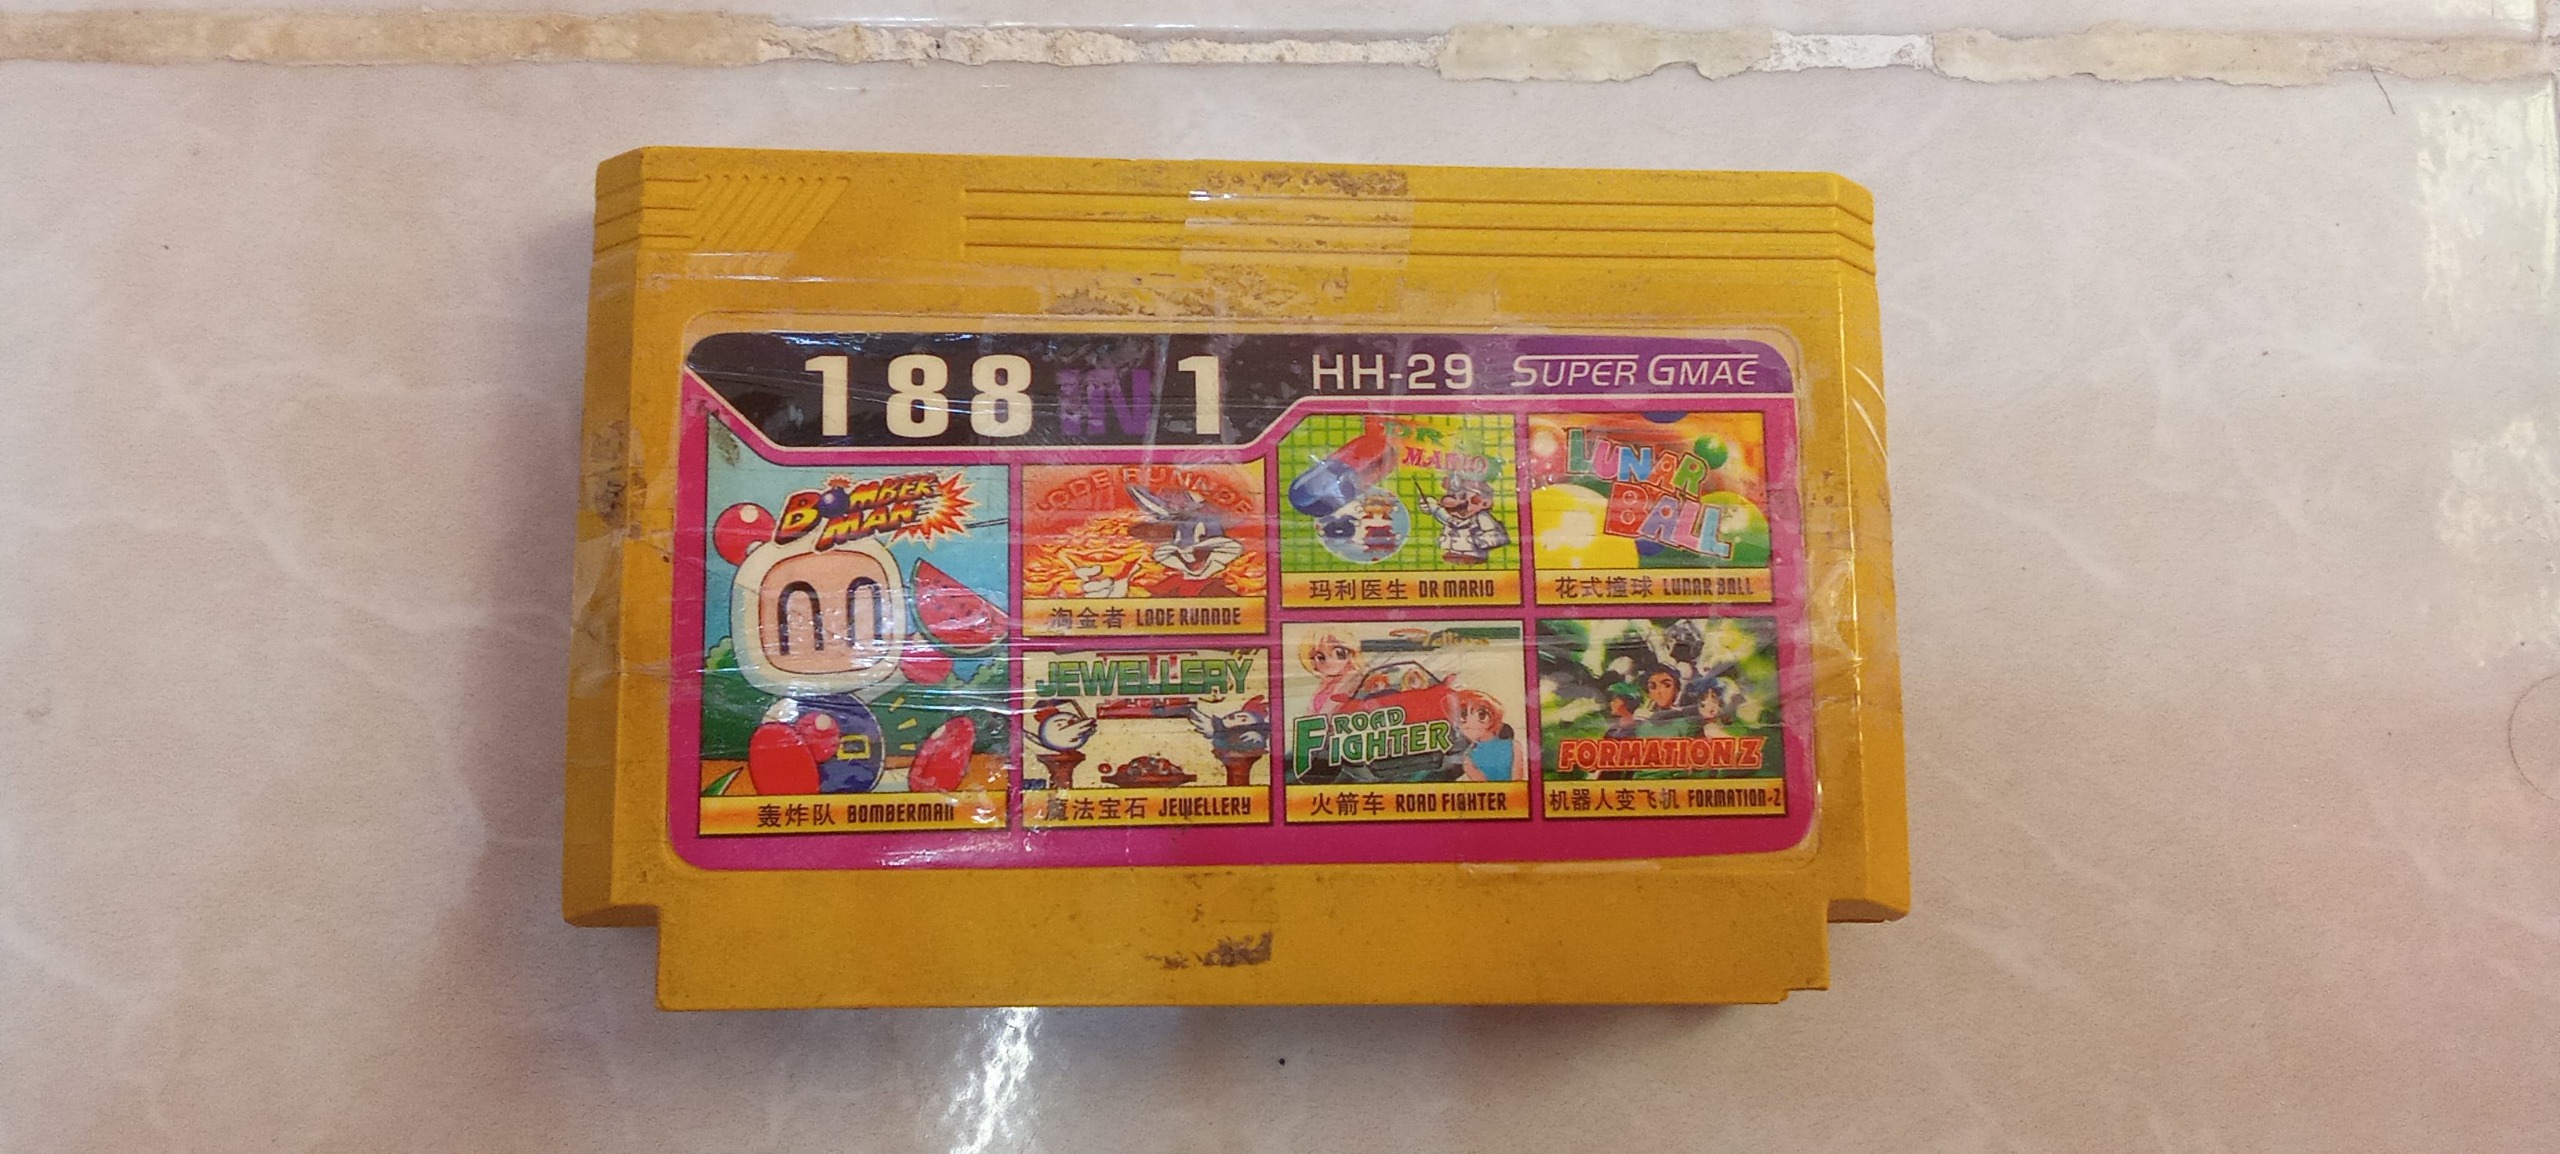 188 IN 1
HH-29
SUPER GMAE
BOMBER
MAN
轰炸队 BOMBERMAN
LODE RUNNDE
淘金者 LODE RUNNDE
JEWELLERY
II
魔法宝石 JEWELLERY
DR
MARIO
玛利医生 DR MARIO
LUNAR
BALL
花式撞球 LUNAR BALL
ROAD
FIGHTER
火箭车 ROAD FIGHTER
FORMATION Z
机器人变飞机 FORMATION-Z